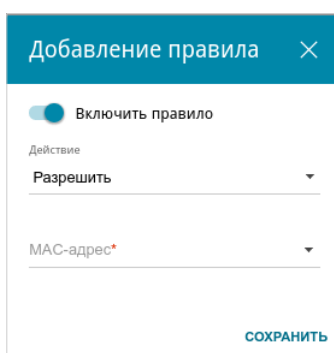 Добавление правила
Включить правило
Действие
Разрешить
MAC-адрес*
СОХРАНИТЬ